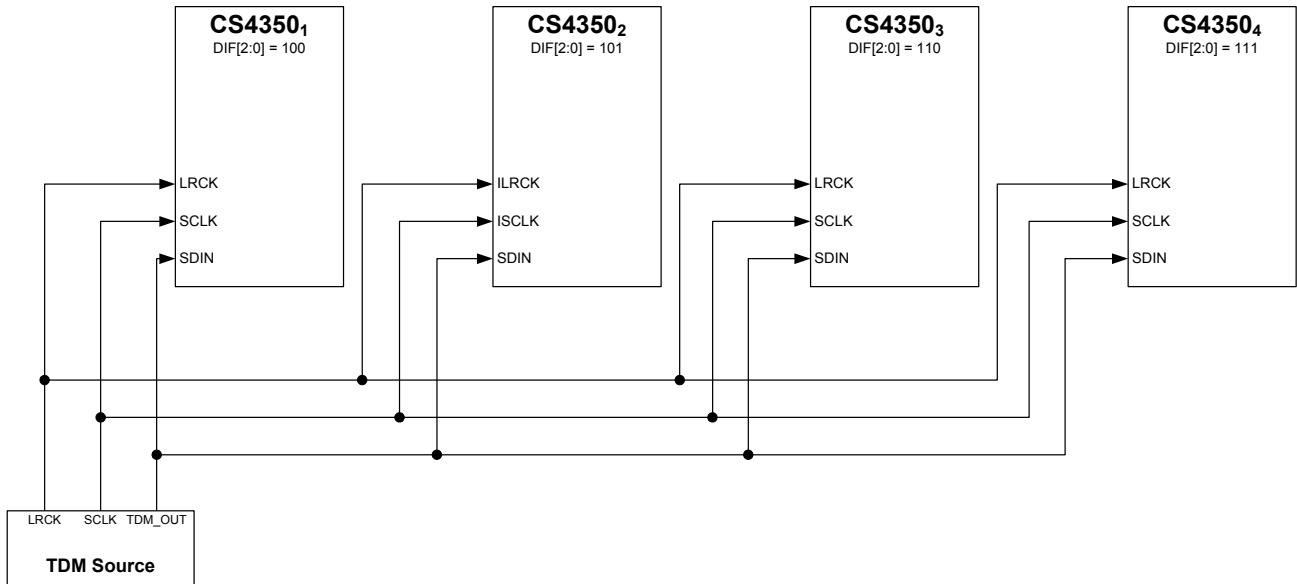 CS4350₁
DIF[2:0] = 100
LRCK
SCLK
SDIN
CS4350₂
DIF[2:0] = 101
ILRCK
ISCLK
SDIN
CS4350₃
DIF[2:0] = 110
LRCK
SCLK
SDIN
CS4350₄
DIF[2:0] = 111
LRCK
SCLK
SDIN
LRCK SCLK TDM_OUT
TDM Source